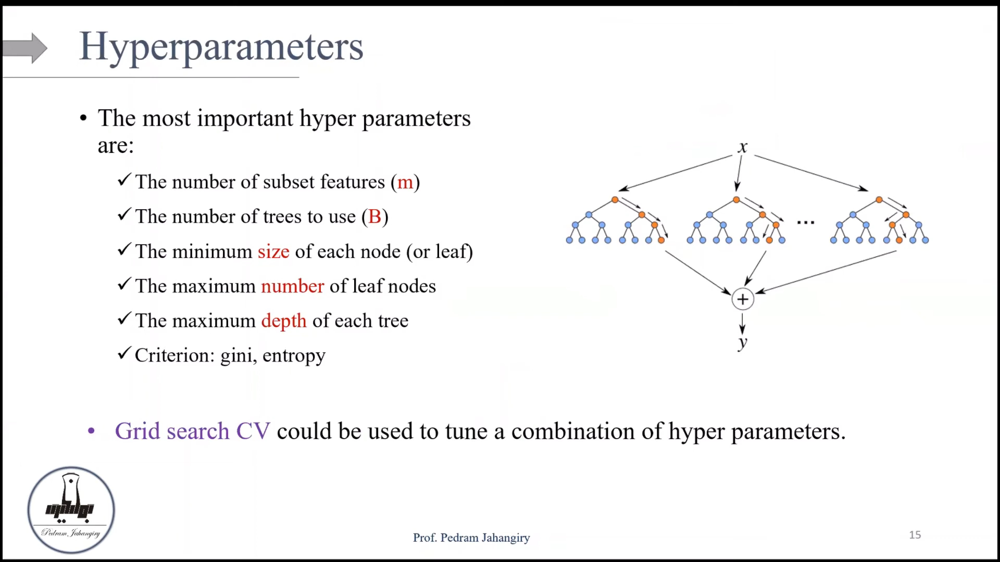 Hyperparameters
• The most important hyper parameters
are:
✓ The number of subset features (m)
✓ The number of trees to use (B)
✓ The minimum size of each node (or leaf)
✓ The maximum number of leaf nodes
✓ The maximum depth of each tree
✓ Criterion: gini, entropy
x
...
+
y
• Grid search CV could be used to tune a combination of hyper parameters.
Pedram Jahangiry
Prof. Pedram Jahangiry
15